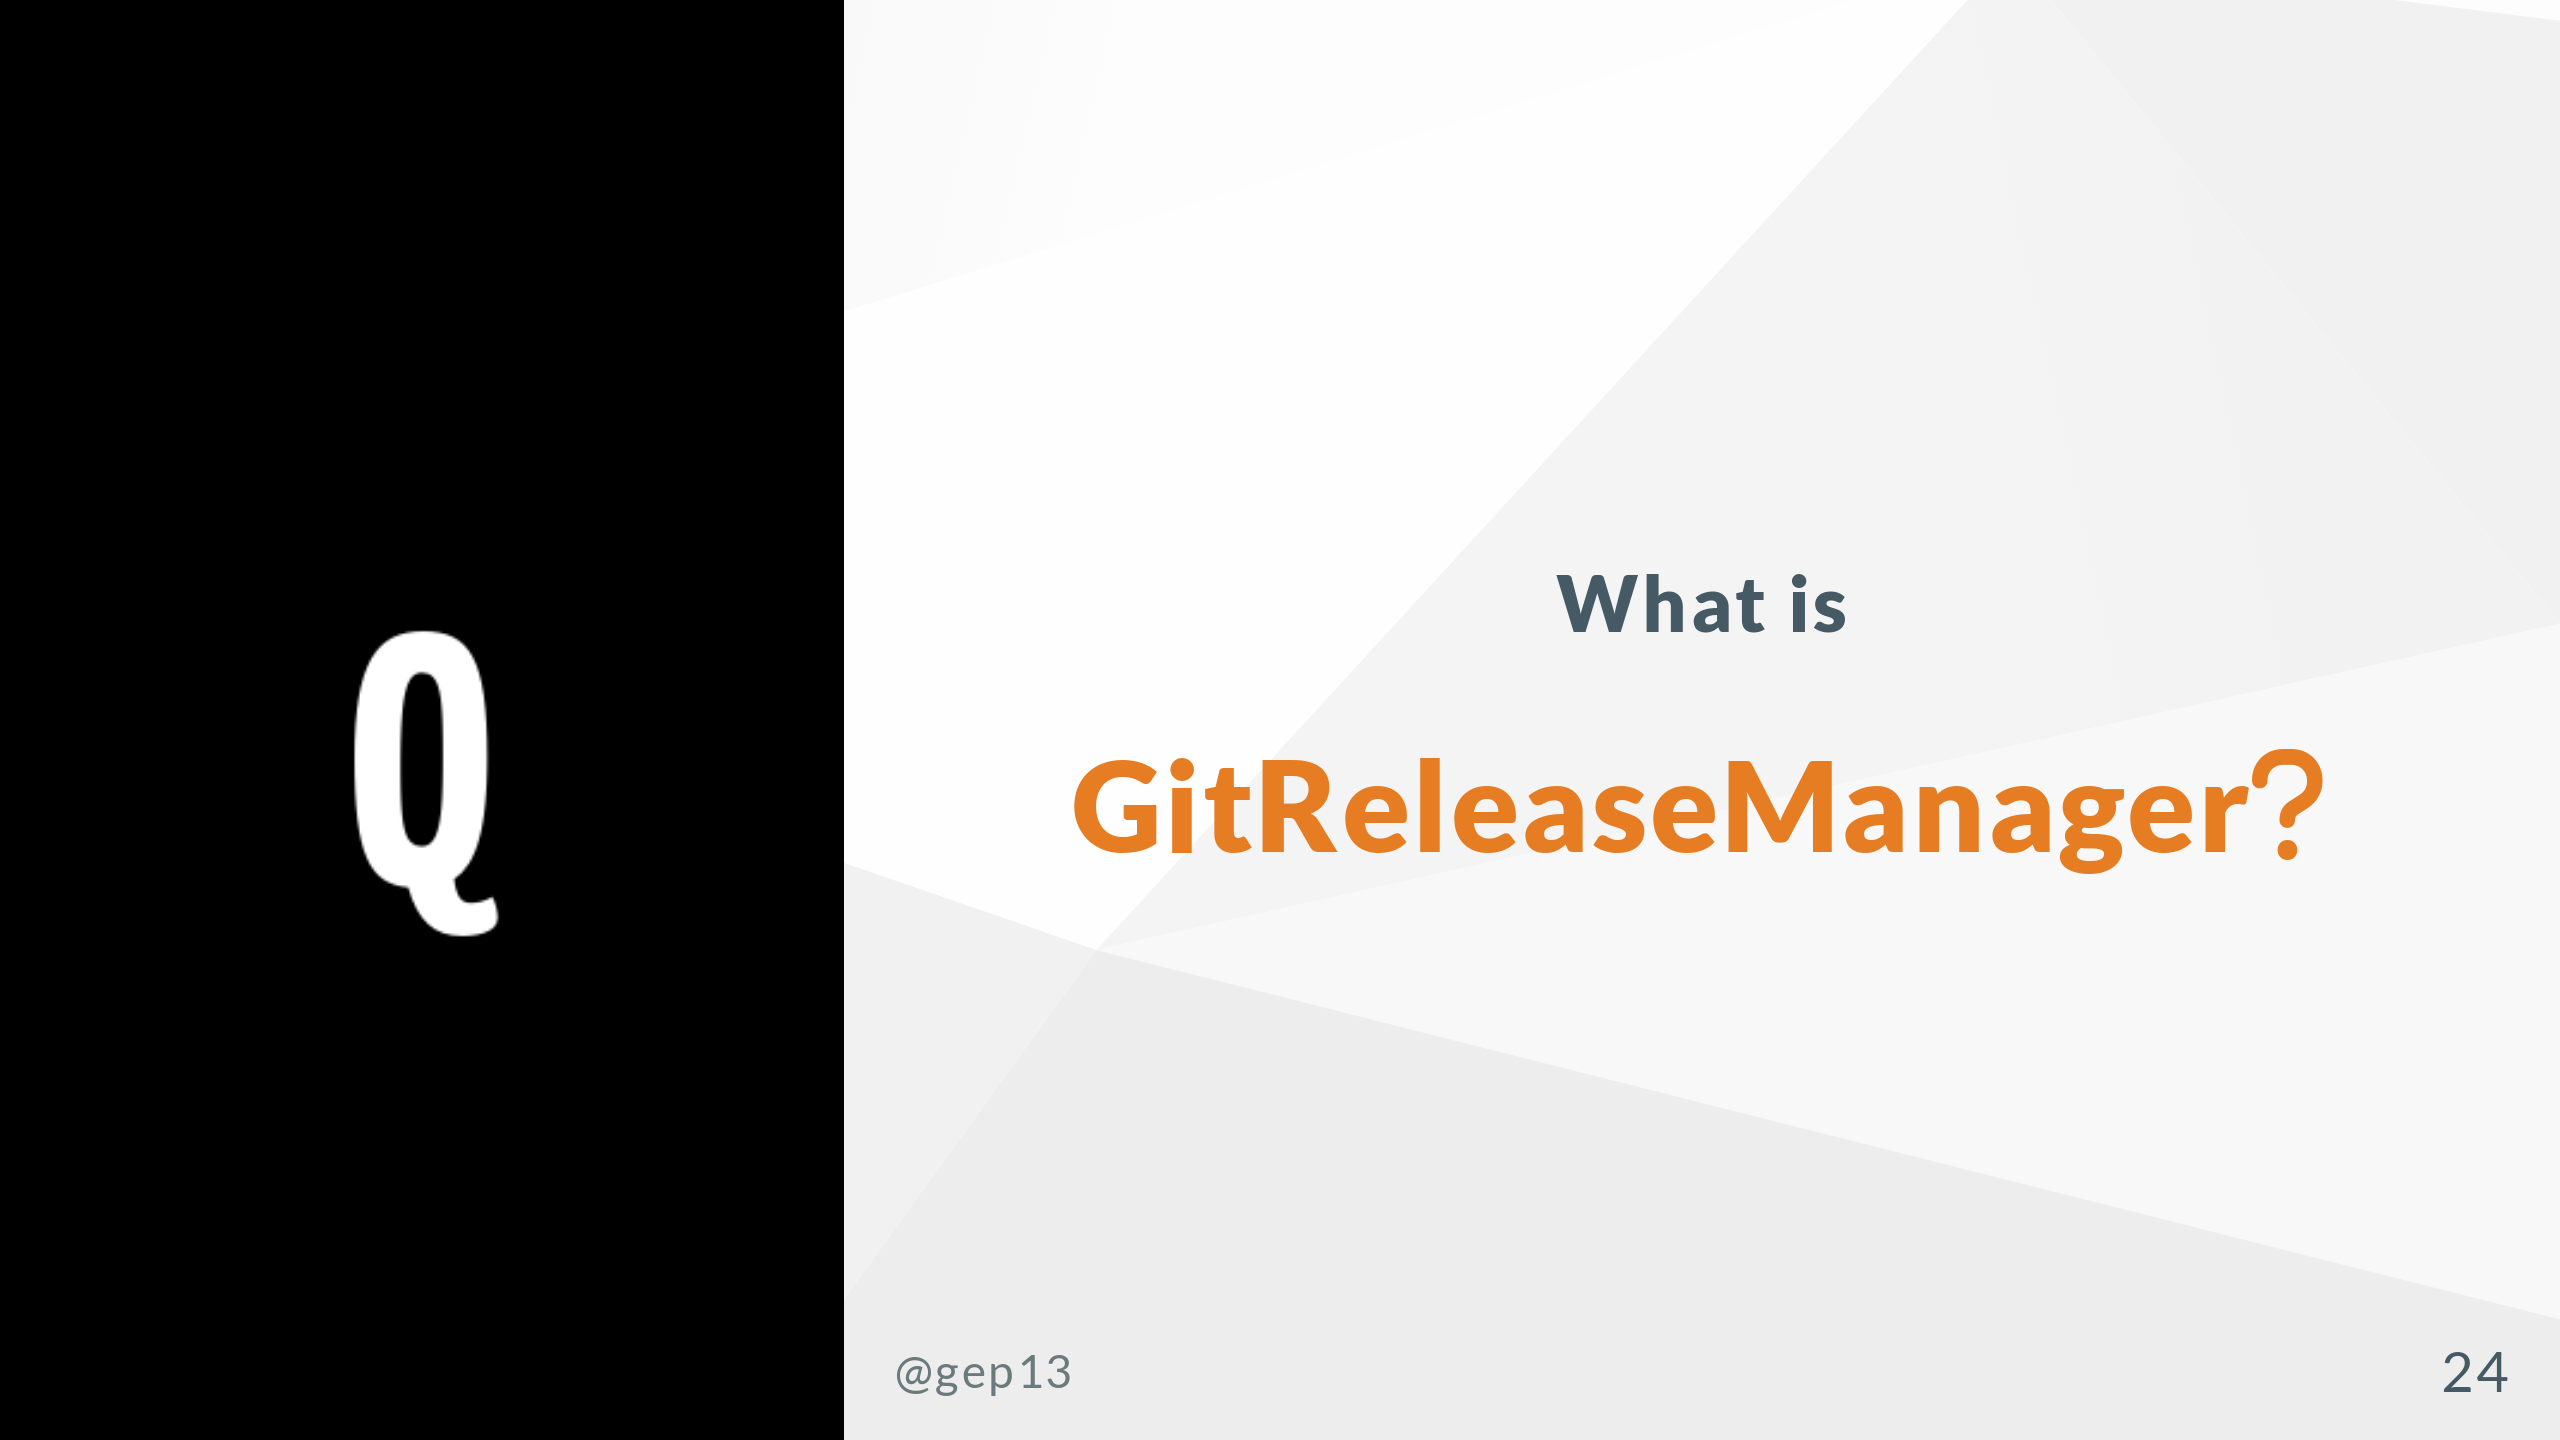 Q
What is
GitReleaseManager?
@gep13
24